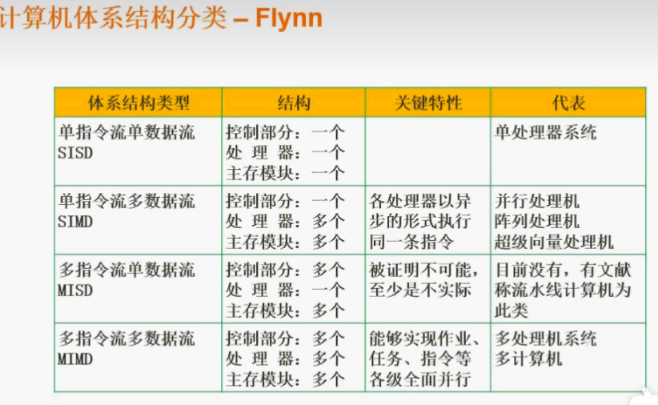 计算机体系结构分类 – Flynn
体系结构类型 结构 关键特性 代表
单指令流单数据流
SISD
控制部分：一个
处 理 器：一个
主存模块：一个
单处理器系统
单指令流多数据流
SIMD
控制部分：一个
处 理 器：多个
主存模块：多个
各处理器以异
步的形式执行
同一条指令
并行处理机
阵列处理机
超级向量处理机
多指令流单数据流
MISD
控制部分：多个
处 理 器：一个
主存模块：多个
被证明不可能，
至少是不实际
目前没有，有文献
称流水线计算机为
此类
多指令流多数据流
MIMD
控制部分：多个
处 理 器：多个
主存模块：多个
能够实现作业、
任务、指令等
各级全面并行
多处理机系统
多计算机